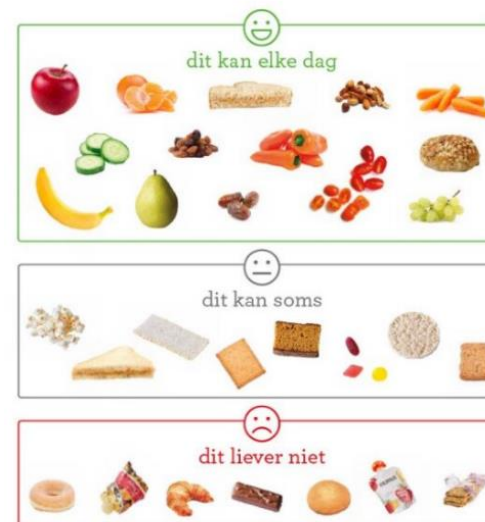 dit kan elke dag
dit kan soms
dit liever niet